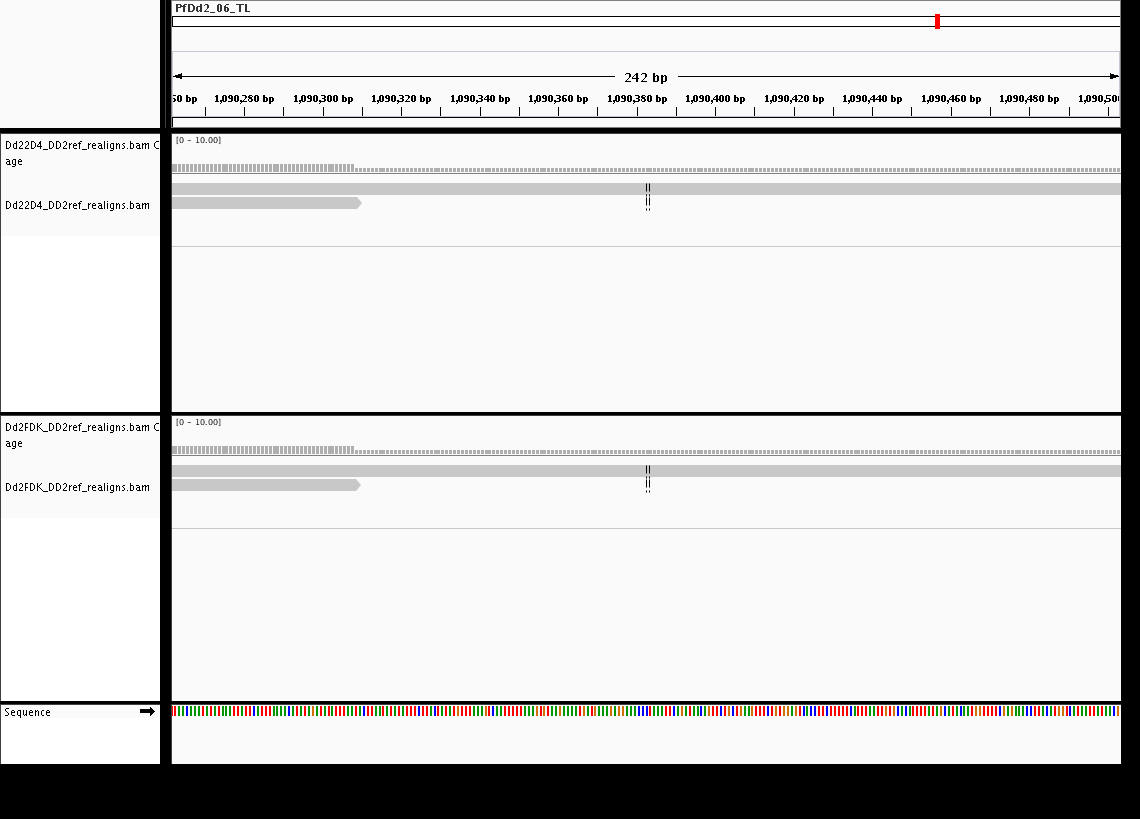 PfDd2_06_TL
242 bp
50 bp 1,090,280 bp 1,090,300 bp 1,090,320 bp 1,090,340 bp 1,090,360 bp 1,090,380 bp 1,090,400 bp 1,090,420 bp 1,090,440 bp 1,090,460 bp 1,090,480 bp 1,090,500
[0 - 10.00]
Dd22D4_DD2ref_realigns.bam C
age
Dd22D4_DD2ref_realigns.bam
[0 - 10.00]
Dd2FDK_DD2ref_realigns.bam C
age
Dd2FDK_DD2ref_realigns.bam
Sequence